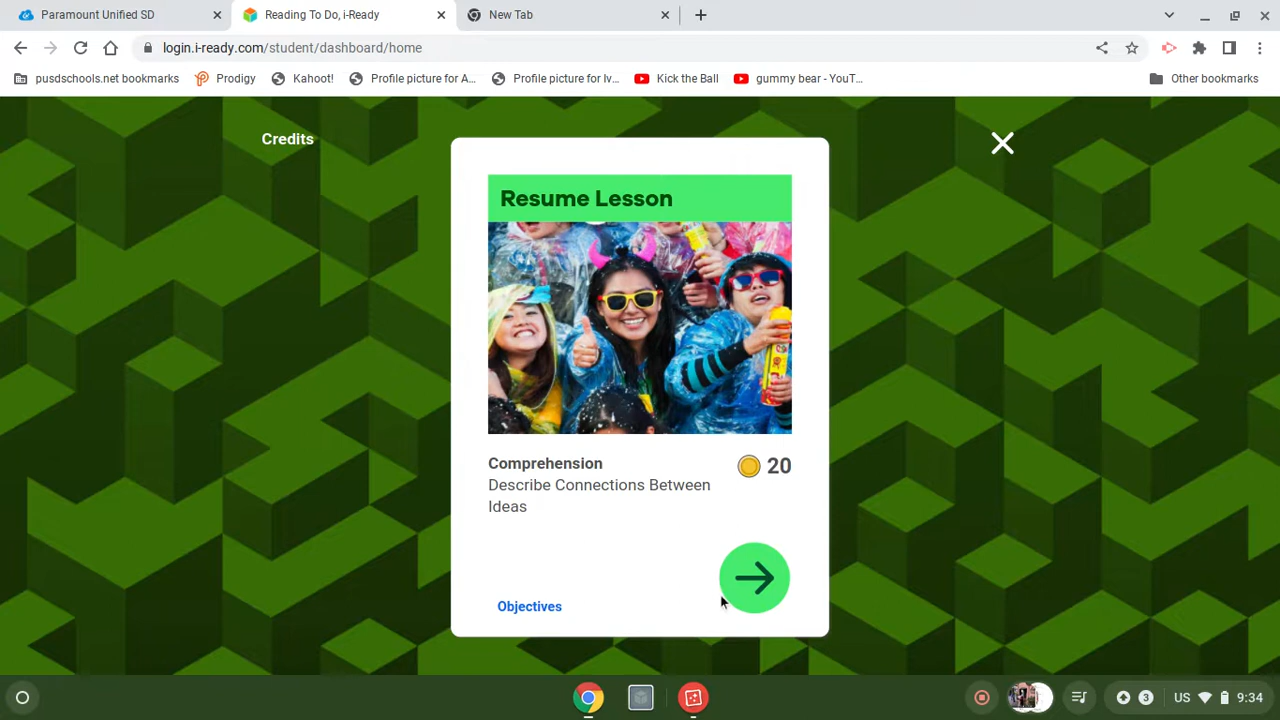 Paramount Unified SD
Reading To Do, i-Ready
New Tab
login.i-ready.com/student/dashboard/home
pusdschools.net bookmarks
Prodigy
Kahoot!
Profile picture for A...
Profile picture for Iv...
Kick the Ball
gummy bear - YouT...
Other bookmarks
Credits
Resume Lesson
Comprehension
20
Describe Connections Between
Ideas
Objectives
3
US
9:34